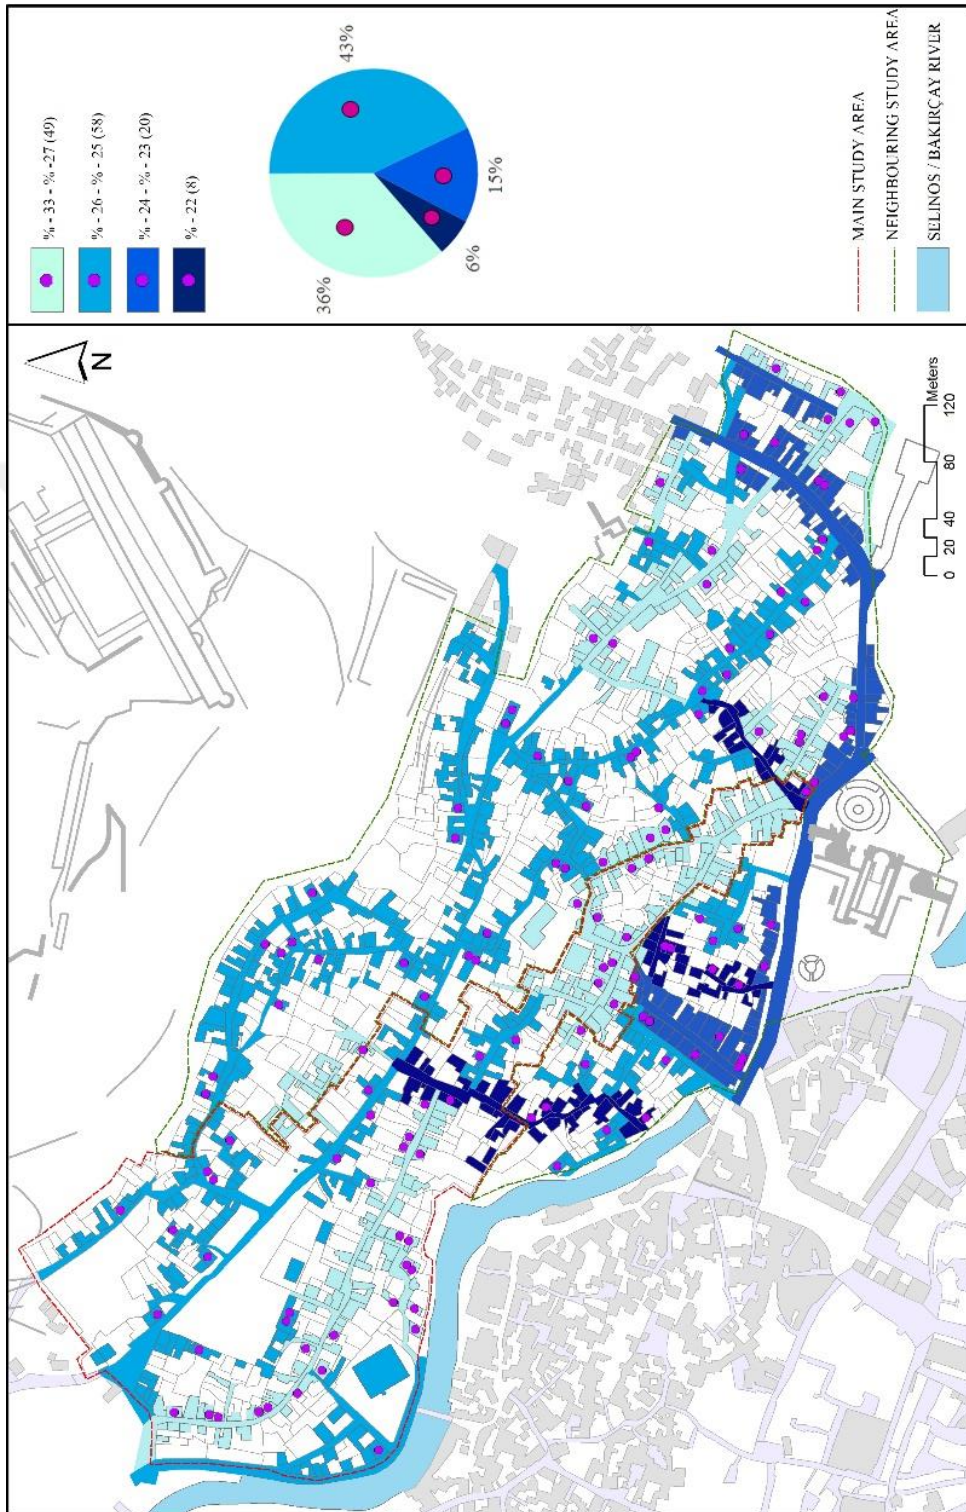 % - 33 - % -27 (49)
% - 26 - % - 25 (58)
% - 24 - % - 23 (20)
% - 22 (8)
43%
15%
6%
36%
MAIN STUDY AREA
NEIGHBOURING STUDY AREA
SELINOS / BAKIRÇAY RIVER
N
0 20 40 80 120
Meters